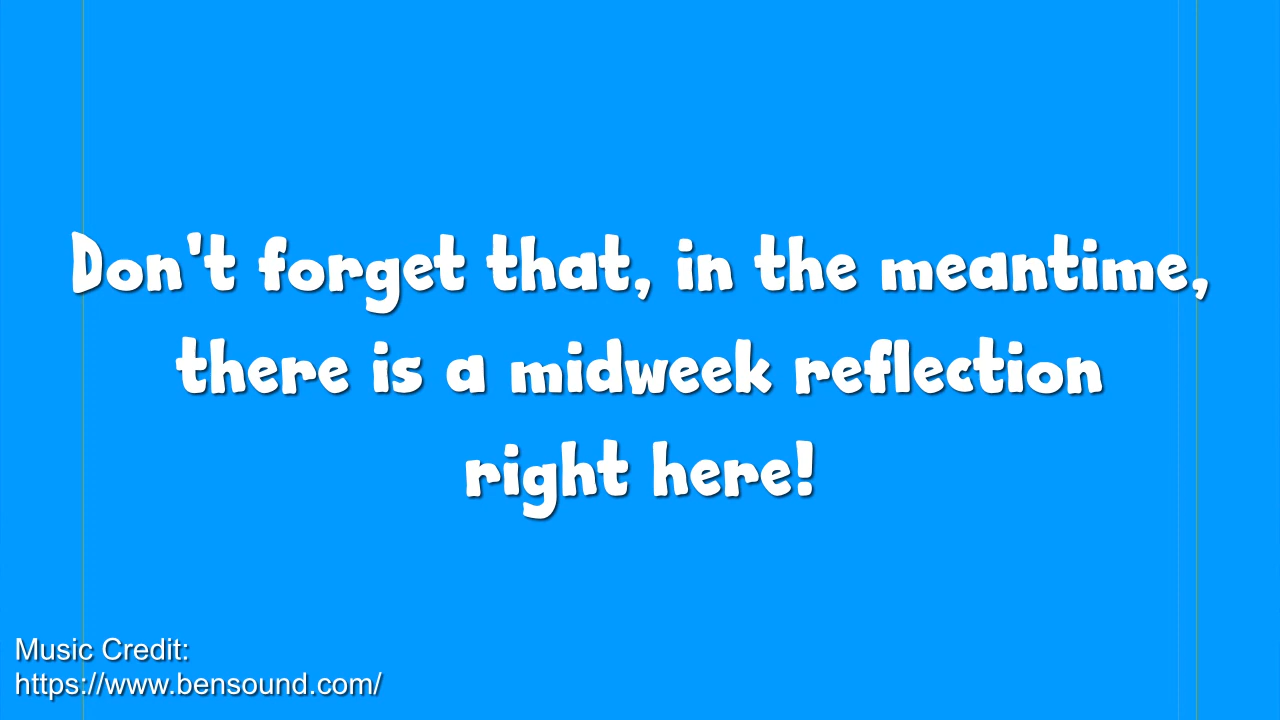 Don't forget that, in the meantime,
there is a midweek reflection
right here!
Music Credit:
https://www.bensound.com/